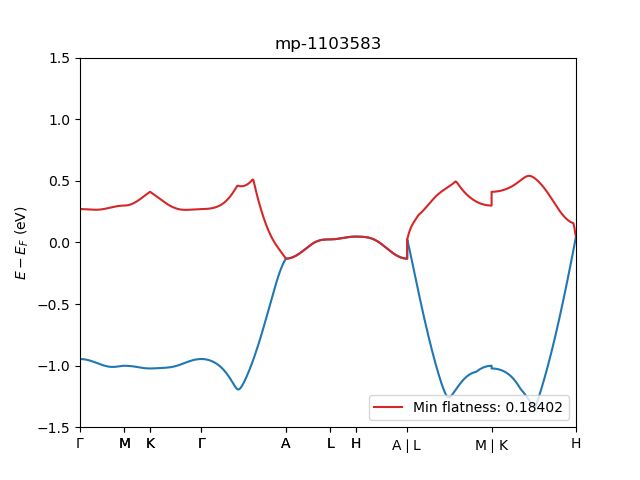 mp-1103583
E − E_F (eV)
1.5
1.0
0.5
0.0
−0.5
−1.0
−1.5
Min flatness: 0.18402
Γ M K Γ A L H A | L M | K H